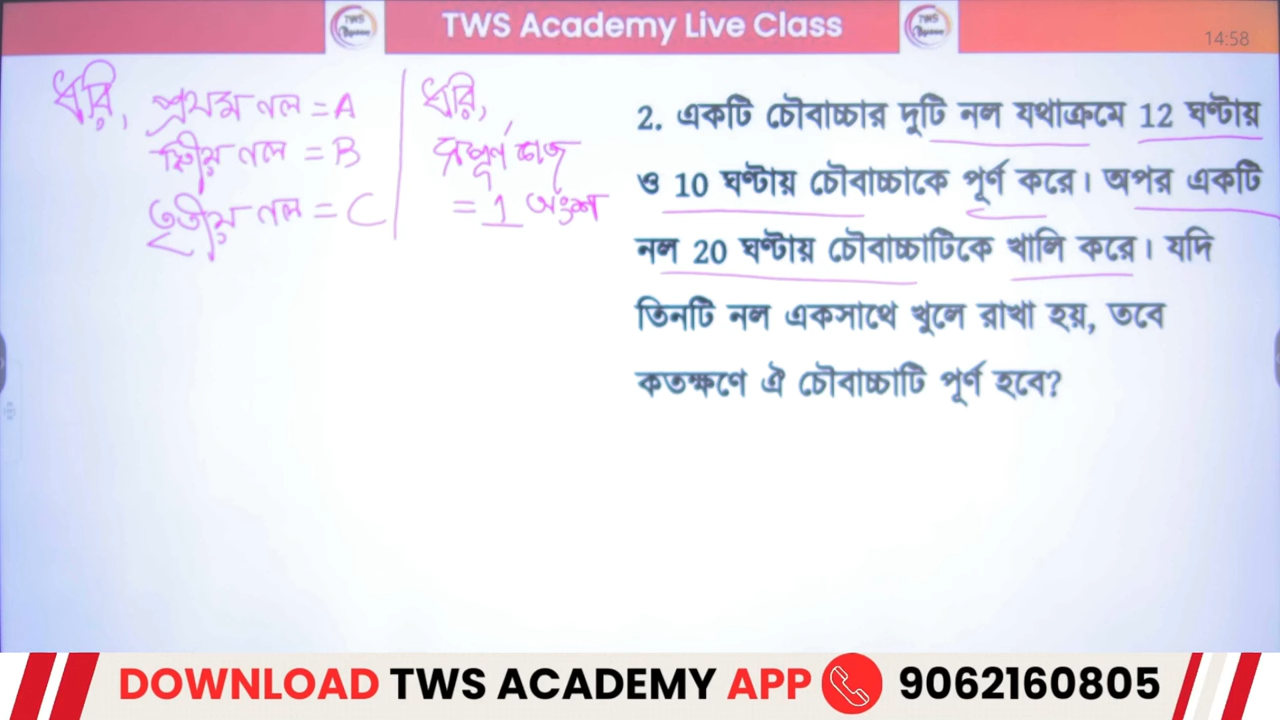 TWS Academy Live Class
TWS
TWS
14:58
ধরি, প্রথম নল = A
দ্বিতীয় নল = B
তৃতীয় নল = C
ধরি,
সম্পূর্ণ কাজ
= 1 অংশ
2. একটি চৌবাচ্চার দুটি নল যথাক্রমে 12 ঘণ্টায়
ও 10 ঘণ্টায় চৌবাচ্চাকে পূর্ণ করে। অপর একটি
নল 20 ঘণ্টায় চৌবাচ্চাটিকে খালি করে। যদি
তিনটি নল একসাথে খুলে রাখা হয়, তবে
কতক্ষণে ঐ চৌবাচ্চাটি পূর্ণ হবে?
DOWNLOAD TWS ACADEMY APP 9062160805